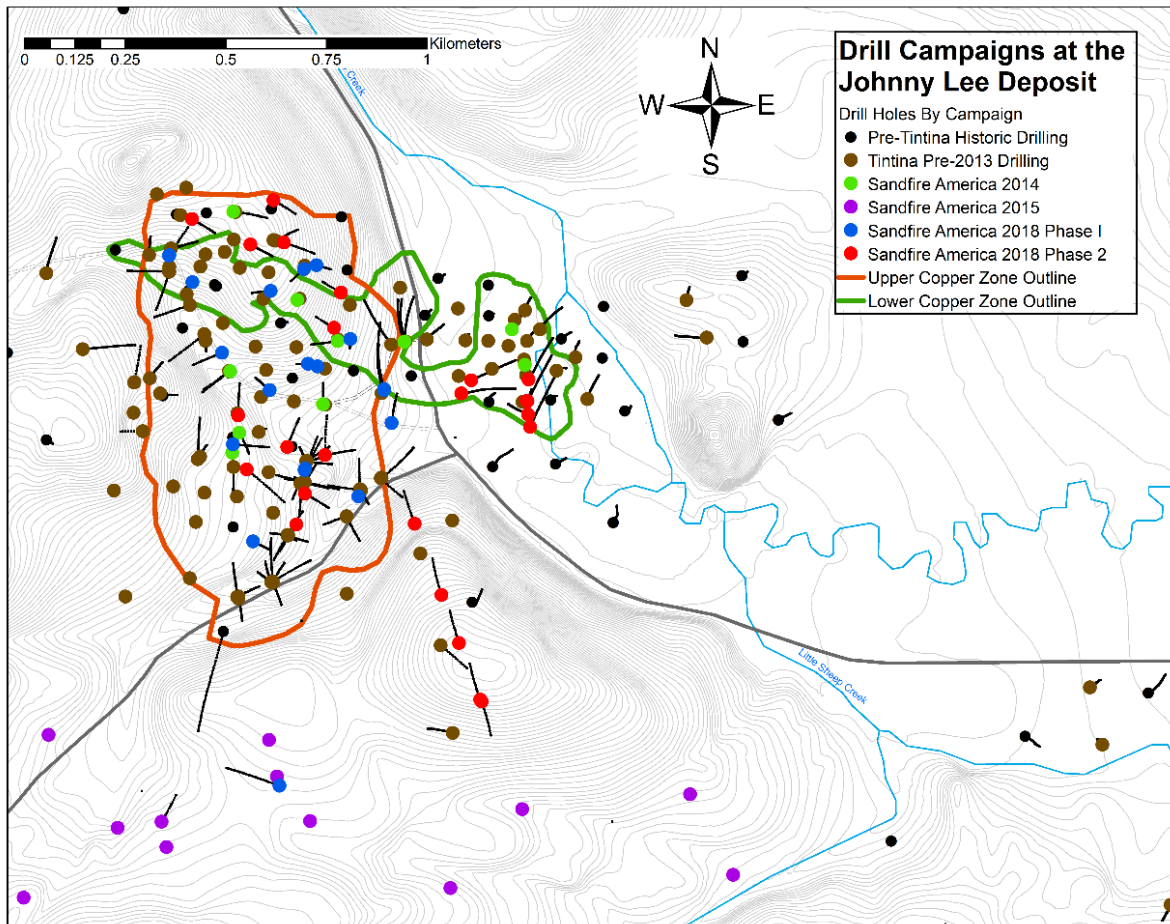 Kilometers
0 0.125 0.25 0.5 0.75 1
Creek
N
W E
S
Drill Campaigns at the
Johnny Lee Deposit
Drill Holes By Campaign
Pre-Tintina Historic Drilling
Tintina Pre-2013 Drilling
Sandfire America 2014
Sandfire America 2015
Sandfire America 2018 Phase I
Sandfire America 2018 Phase 2
Upper Copper Zone Outline
Lower Copper Zone Outline
Little Sheep Creek